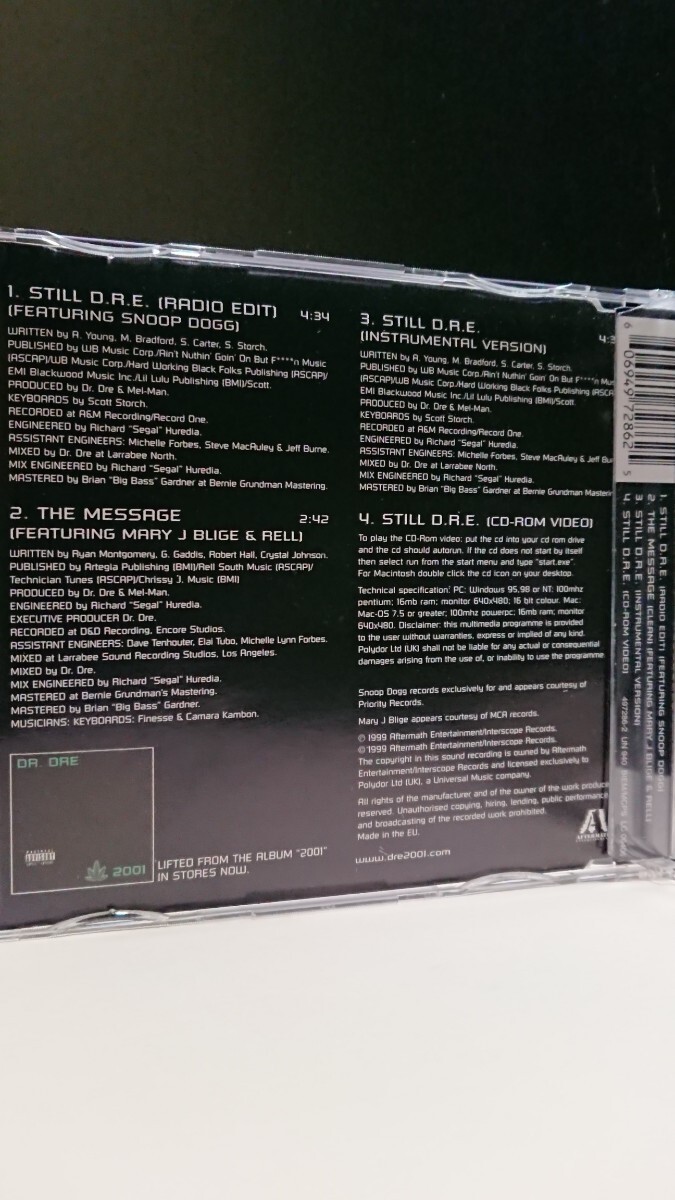 1. STILL D.R.E. (RADIO EDIT) 4:34
(FEATURING SNOOP DOGG)
WRITTEN by A. Young, M. Bradford, S. Carter, S. Storch.
PUBLISHED by WB Music Corp./Ain't Nuthin' Goin' On But F****n Music
(ASCAP)/WB Music Corp./Hard Working Black Folks Publishing (ASCAP)/
EMI Blackwood Music Inc./Lil Lulu Publishing (BMI)/Scott.
PRODUCED by Dr. Dre & Mel-Man.
KEYBOARDS by Scott Storch.
RECORDED at A&M Recording/Record One.
ENGINEERED by Richard "Segal" Huredia.
ASSISTANT ENGINEERS: Michelle Forbes, Steve MacAuley & Jeff Burne.
MIXED by Dr. Dre at Larrabee North.
MIX ENGINEERED by Richard "Segal" Huredia.
MASTERED by Brian "Big Bass" Gardner at Bernie Grundman Mastering.
2. THE MESSAGE 2:42
(FEATURING MARY J BLIGE & RELL)
WRITTEN by Ryan Montgomery, G. Gaddis, Robert Hall, Crystal Johnson.
PUBLISHED by Artegia Publishing (BMI)/Rell South Music (ASCAP)/
Technician Tunes (ASCAP)/Chrissy J. Music (BMI)
PRODUCED by Dr. Dre & Mel-Man.
ENGINEERED by Richard "Segal" Huredia.
EXECUTIVE PRODUCER Dr. Dre.
RECORDED at D&D Recording, Encore Studios.
ASSISTANT ENGINEERS: Dave Tenhouter, Elai Tubo, Michelle Lynn Forbes.
MIXED at Larrabee Sound Recording Studios, Los Angeles.
MIXED by Dr. Dre.
MIX ENGINEERED by Richard "Segal" Huredia.
MASTERED at Bernie Grundman's Mastering.
MASTERED by Brian "Big Bass" Gardner.
MUSICIANS: KEYBOARDS: Finesse & Camara Kambon.
DR. DRE
2001
LIFTED FROM THE ALBUM "2001"
IN STORES NOW.
3. STILL D.R.E.
(INSTRUMENTAL VERSION)
WRITTEN by A. Young, M. Bradford, S. Carter, S. Storch.
PUBLISHED by WB Music Corp./Ain't Nuthin' Goin' On But F****n
(ASCAP)/WB Music Corp./Hard Working Black Folks Publishing
EMI Blackwood Music Inc./Lil Lulu Publishing (BMI)/Scott.
PRODUCED by Dr. Dre & Mel-Man.
KEYBOARDS by Scott Storch.
RECORDED at A&M Recording/Record One.
ENGINEERED by Richard "Segal" Huredia.
ASSISTANT ENGINEERS: Michelle Forbes, Steve MacAuley & Jeff
MIXED by Dr. Dre at Larrabee North.
MIX ENGINEERED by Richard "Segal" Huredia.
MASTERED by Brian "Big Bass" Gardner at Bernie Grundman
4. STILL D.R.E. (CD-ROM VIDEO)
To play the CD-Rom video: put the cd into your cd rom drive
and the cd should autorun. If the cd does not start by itself
then select run from the start menu and type "start.exe".
For Macintosh double click the cd icon on your desktop.
Technical specification: PC: Windows 95,98 or NT: 100mhz
pentium; 16mb ram; monitor 640x480; 16 bit colour. Mac:
Mac-OS 7.5 or greater; 100mhz powerpc; 16mb ram; monitor
640x480. Disclaimer: this multimedia programme is provided
to the user without warranties, express or implied of any kind.
Polydor Ltd (UK) shall not be liable for any actual or consequential
damages arising from the use of, or inability to use the programme
Snoop Dogg records exclusively for and appears courtesy of
Priority Records.
Mary J Blige appears courtesy of MCA records.
℗ 1999 Aftermath Entertainment/Interscope Records.
© 1999 Aftermath Entertainment/Interscope Records.
The copyright in this sound recording is owned by Aftermath
Entertainment/Interscope Records and licensed exclusively to
Polydor Ltd (UK), a Universal Music company.
All rights of the manufacturer and of the owner of the work
reserved. Unauthorised copying, hiring, lending, public performance
and broadcasting of the recorded work prohibited.
Made in the EU.
www.dre2001.com
6 06949 72862 5
1. STILL D.R.E. (RADIO EDIT) (FEATURING SNOOP DOGG)
2. THE MESSAGE (CLEAN) (FEATURING MARY J BLIGE & RELL)
3. STILL D.R.E. (INSTRUMENTAL VERSION)
4. STILL D.R.E. (CD-ROM VIDEO) 497286-2